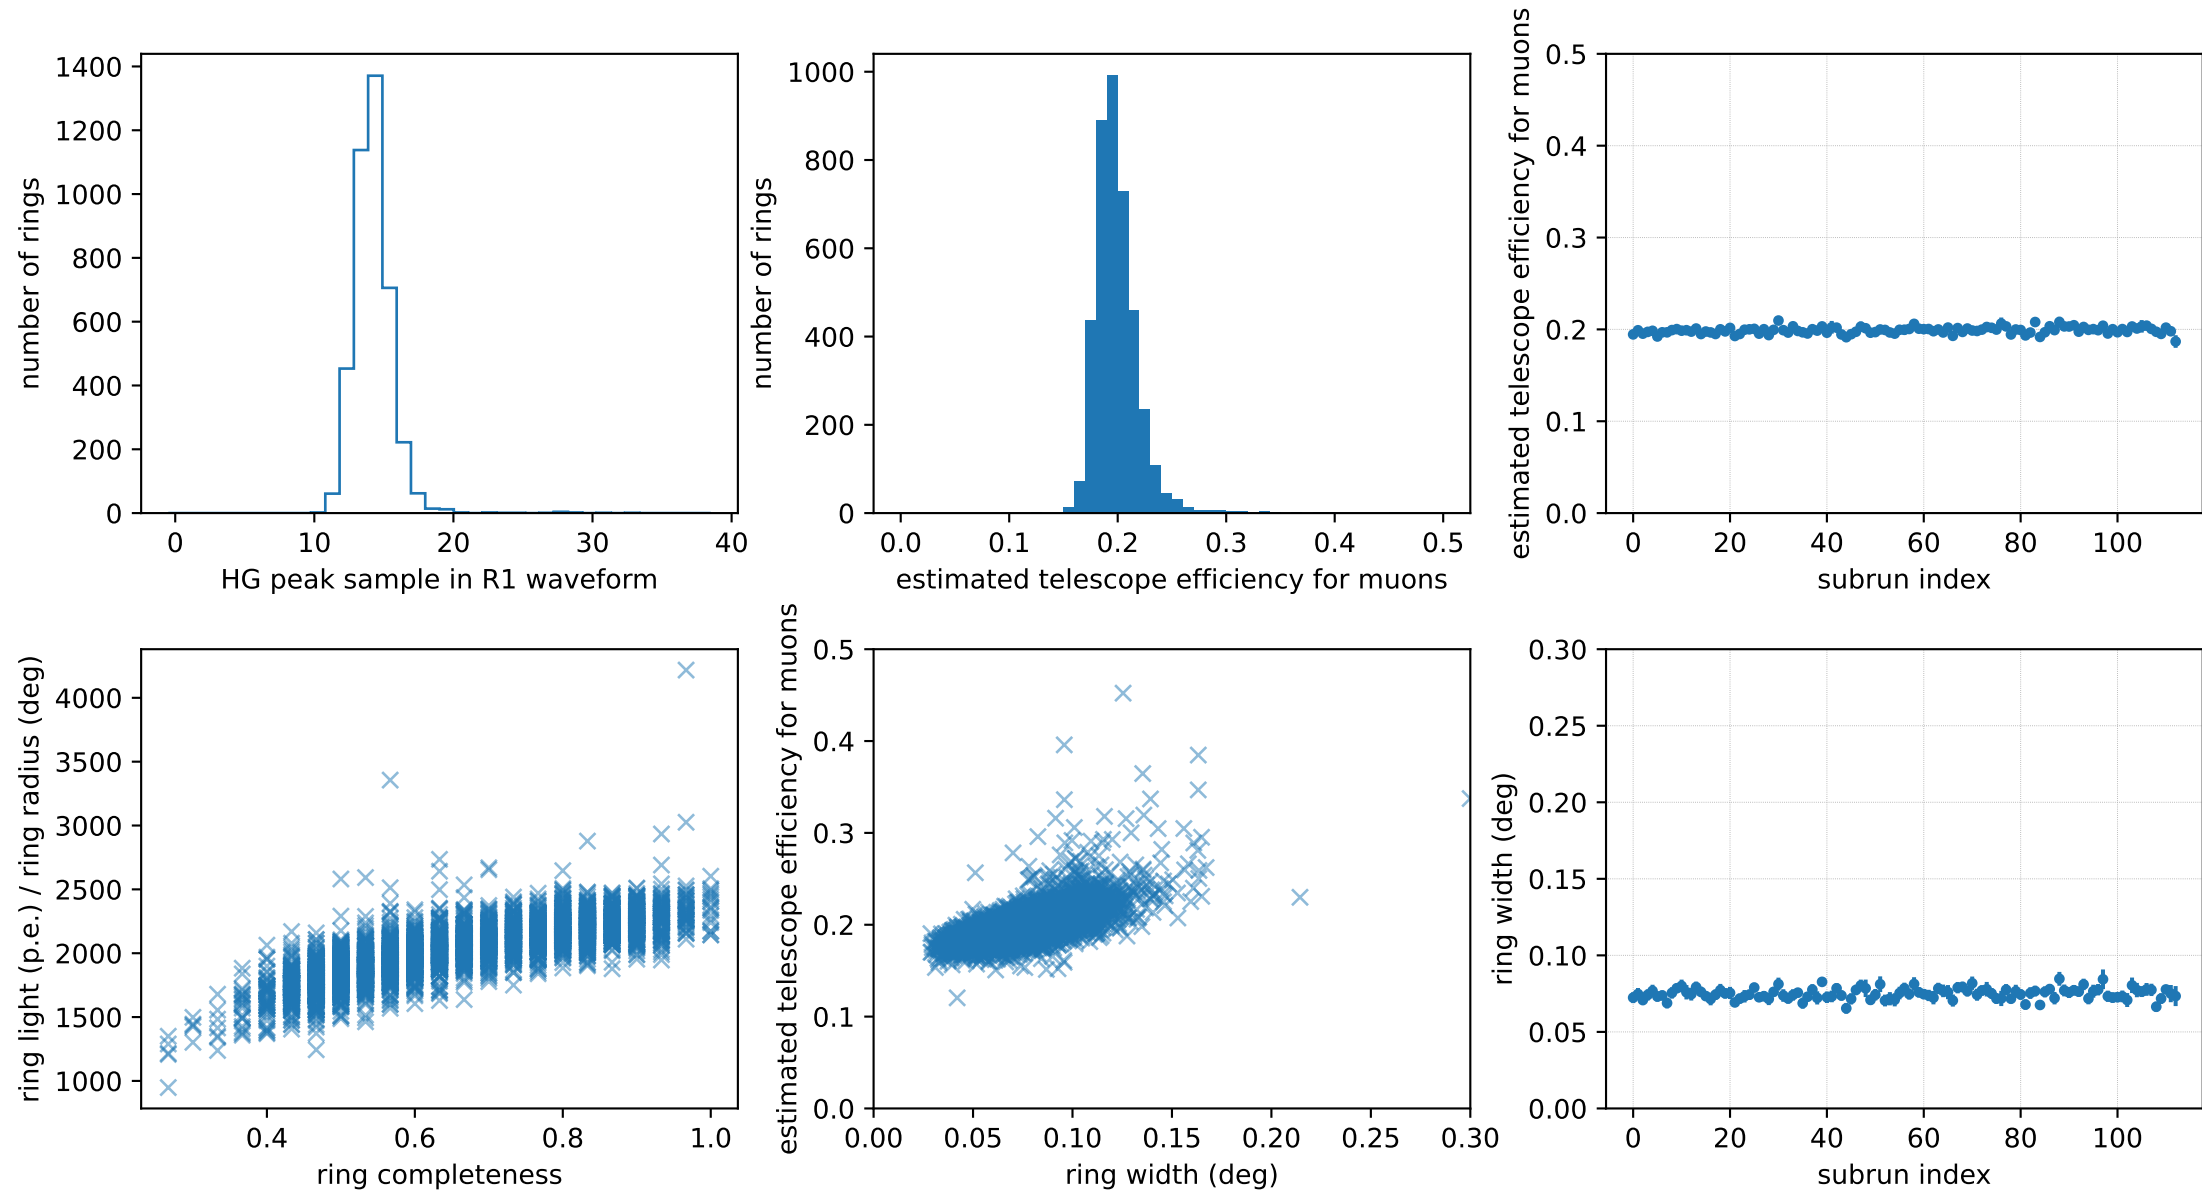 1400
1200
1000
800
600
400
200
0
number of rings
0 10 20 30 40
HG peak sample in R1 waveform
1000
800
600
400
200
0
number of rings
0.0 0.1 0.2 0.3 0.4 0.5
estimated telescope efficiency for muons
0.5
0.4
0.3
0.2
0.1
0.0
estimated telescope efficiency for muons
0 20 40 60 80 100
subrun index
4000
3500
3000
2500
2000
1500
1000
ring light (p.e.) / ring radius (deg)
0.4 0.6 0.8 1.0
ring completeness
0.5
0.4
0.3
0.2
0.1
0.0
estimated telescope efficiency for muons
0.00 0.05 0.10 0.15 0.20 0.25 0.30
ring width (deg)
0.30
0.25
0.20
0.15
0.10
0.05
0.00
ring width (deg)
0 20 40 60 80 100
subrun index